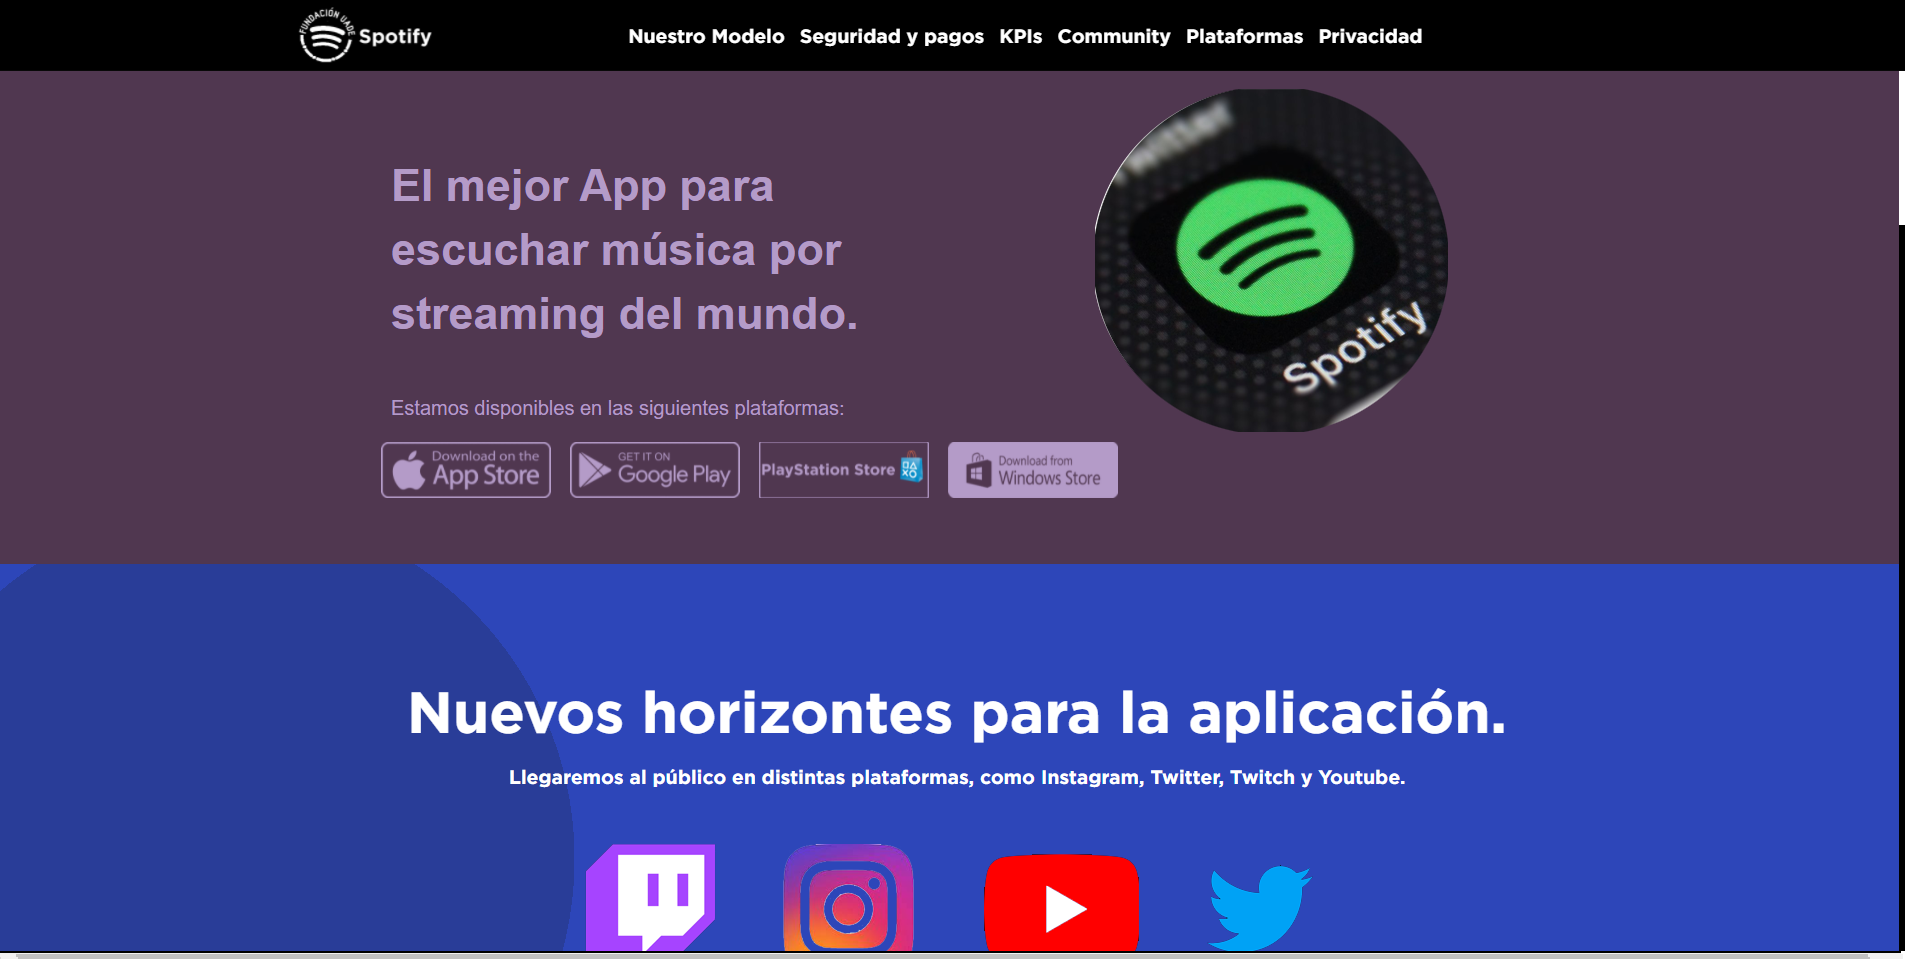 FUNDACIÓN UADE
Spotify
Nuestro Modelo Seguridad y pagos KPIs Community Plataformas Privacidad
El mejor App para
escuchar música por
streaming del mundo.
Twitter
Spotify
Estamos disponibles en las siguientes plataformas:
Download on the
App Store
GET IT ON
Google Play
PlayStation Store
Download from
Windows Store
Nuevos horizontes para la aplicación.
Llegaremos al público en distintas plataformas, como Instagram, Twitter, Twitch y Youtube.